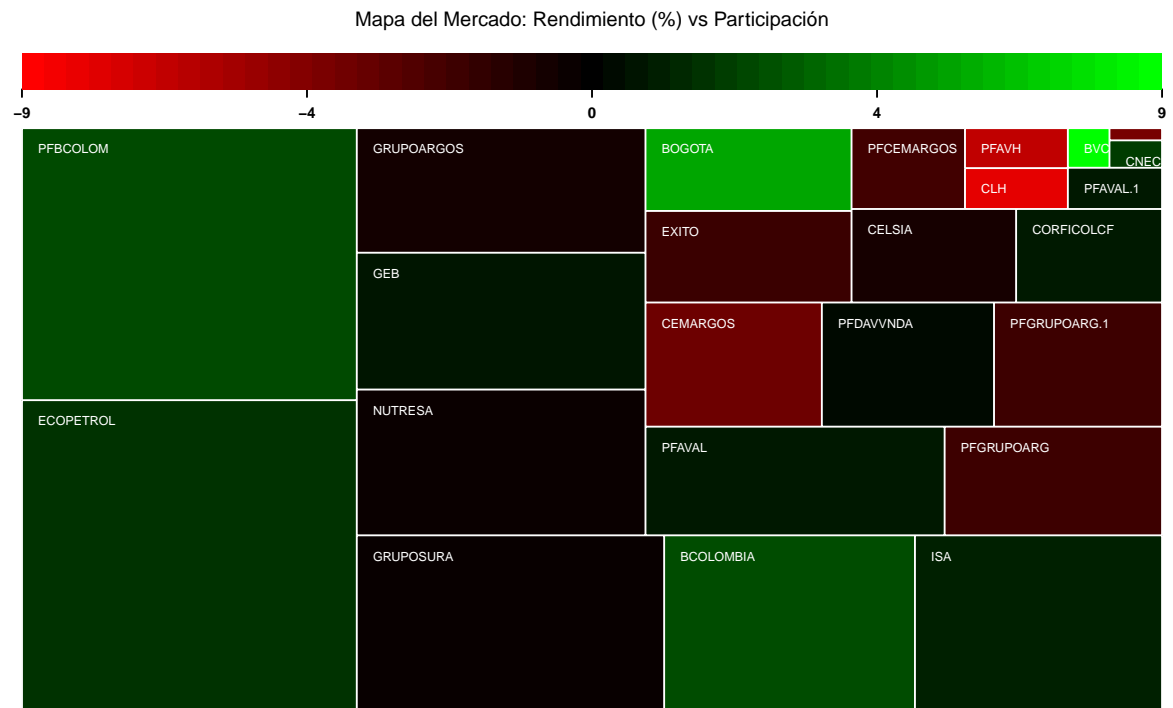 Mapa del Mercado: Rendimiento (%) vs Participación
−9 −4 0 4 9
PFBCOLOM
GRUPOARGOS
BOGOTA
PFCEMARGOS
PFAVH
BVC
CNEC
CLH
PFAVAL.1
EXITO
CELSIA
CORFICOLCF
GEB
CEMARGOS
PFDAVVNDA
PFGRUPOARG.1
ECOPETROL
NUTRESA
PFAVAL
PFGRUPOARG
GRUPOSURA
BCOLOMBIA
ISA